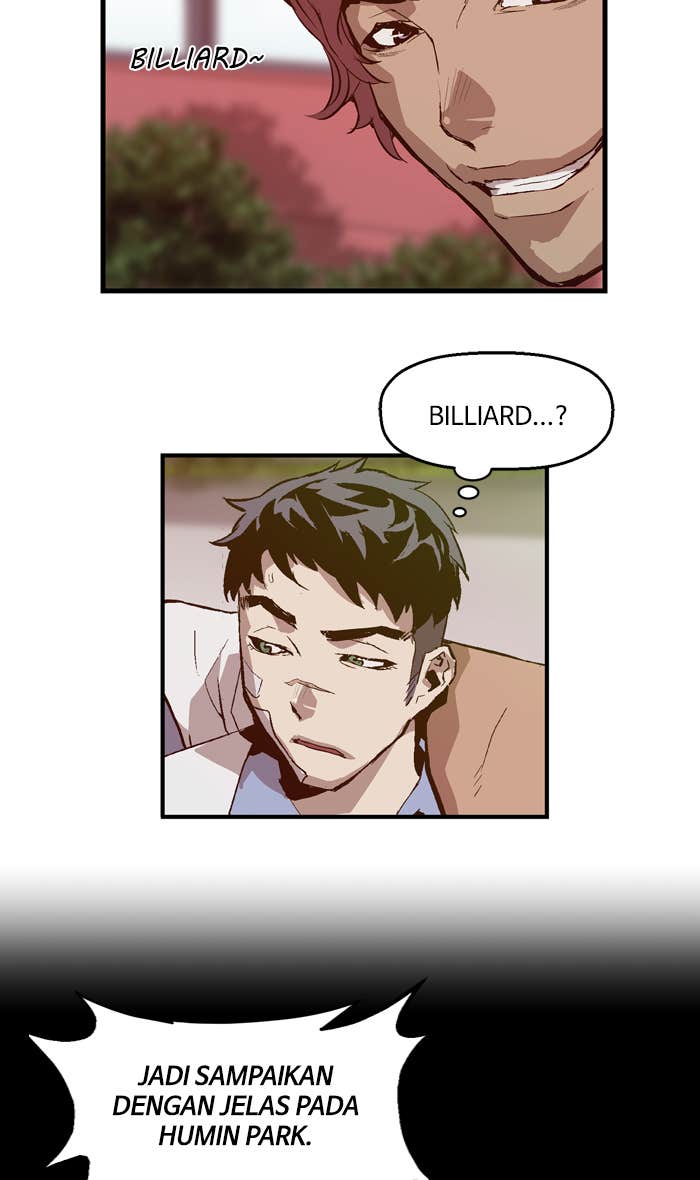 BILLIARD~
BILLIARD...?
JADI SAMPAIKAN
DENGAN JELAS PADA
HUMIN PARK.